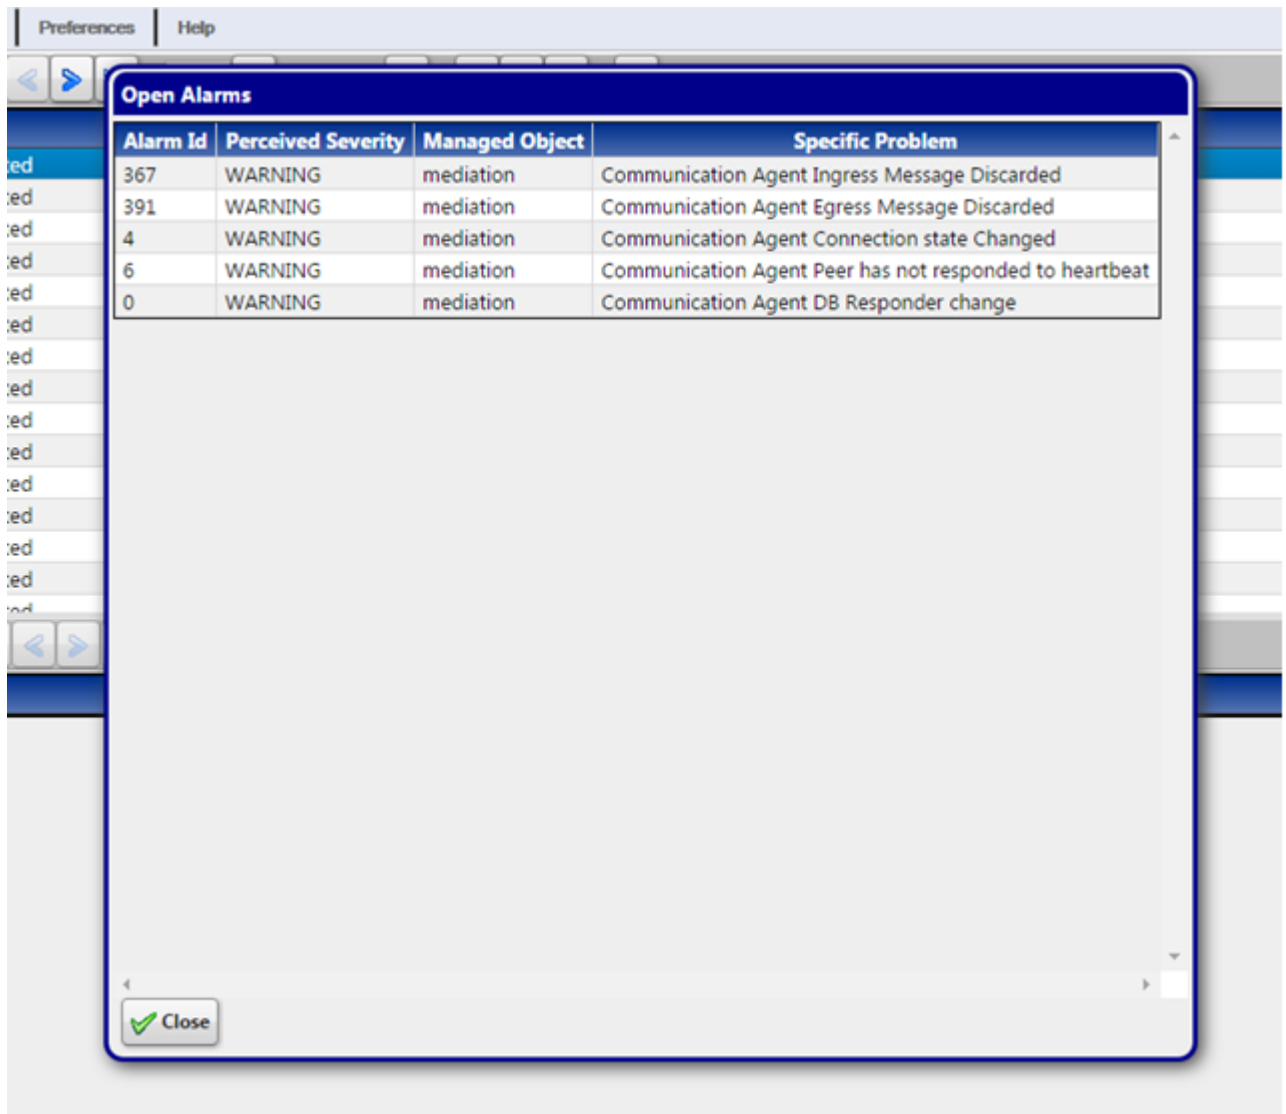 Preferences Help
Open Alarms
Alarm Id Perceived Severity Managed Object Specific Problem
367 WARNING mediation Communication Agent Ingress Message Discarded
391 WARNING mediation Communication Agent Egress Message Discarded
4 WARNING mediation Communication Agent Connection state Changed
6 WARNING mediation Communication Agent Peer has not responded to heartbeat
0 WARNING mediation Communication Agent DB Responder change
Close